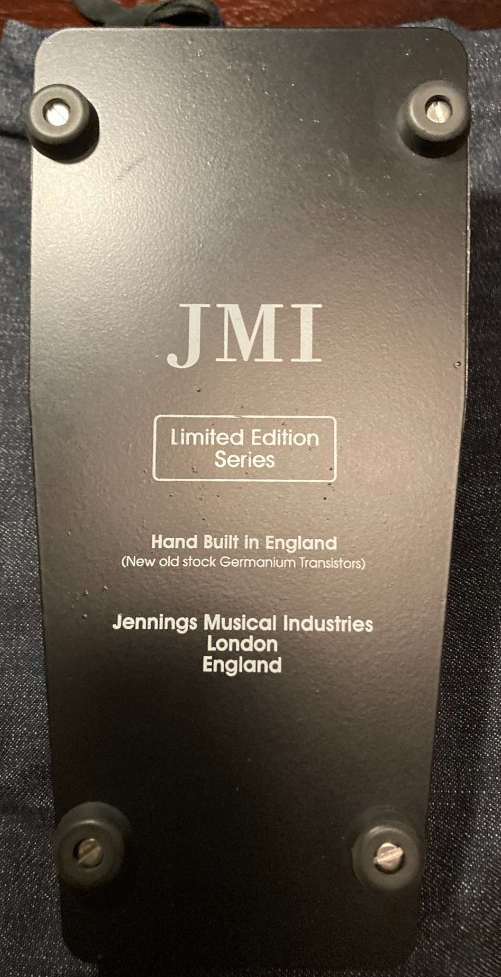 JMI
Limited Edition
Series
Hand Built in England
(New old stock Germanium Transistors)
Jennings Musical Industries
London
England